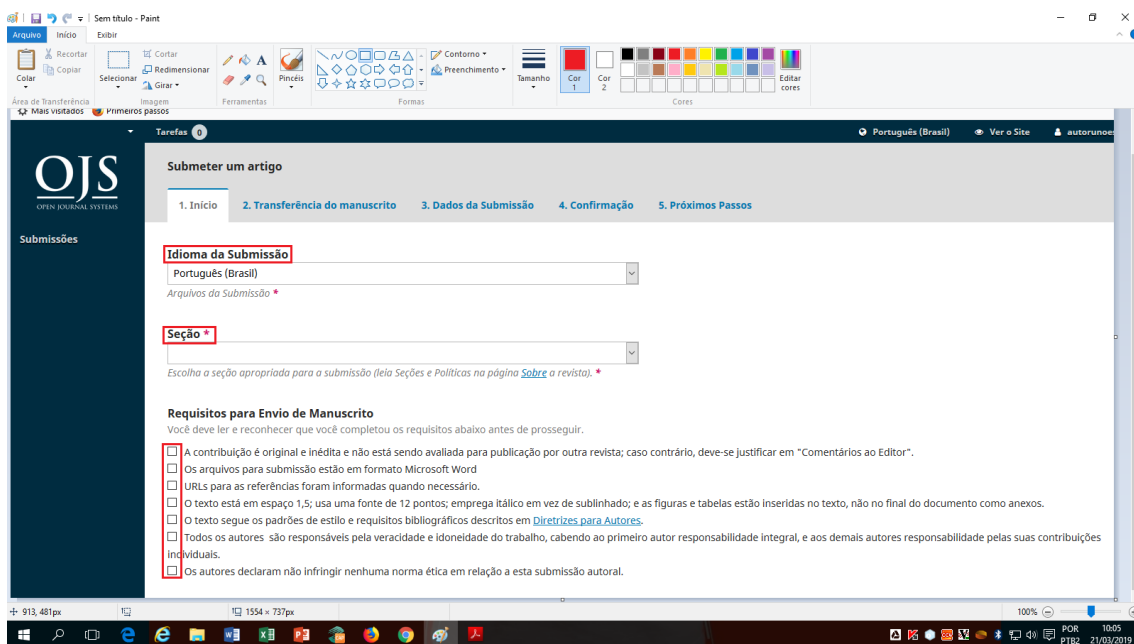 Sem título - Paint
Arquivo Início Exibir
Colar
Recortar
Copiar
Área de Transferência
Selecionar
Cortar
Redimensionar
Girar
Imagem
A
Ferramentas
Pincéis
Contorno
Preenchimento
Formas
Tamanho
Cor 1
Cor 2
Editar cores
Cores
Mais visitados Primeiros passos
Tarefas 0 Português (Brasil) Ver o Site autorunoes
OJS
OPEN JOURNAL SYSTEMS
Submissões
Submeter um artigo
1. Início 2. Transferência do manuscrito 3. Dados da Submissão 4. Confirmação 5. Próximos Passos
Idioma da Submissão
Português (Brasil)
Arquivos da Submissão *
Seção *
Escolha a seção apropriada para a submissão (leia Seções e Políticas na página Sobre a revista). *
Requisitos para Envio de Manuscrito
Você deve ler e reconhecer que você completou os requisitos abaixo antes de prosseguir.
A contribuição é original e inédita e não está sendo avaliada para publicação por outra revista; caso contrário, deve-se justificar em "Comentários ao Editor".
Os arquivos para submissão estão em formato Microsoft Word
URLs para as referências foram informadas quando necessário.
O texto está em espaço 1,5; usa uma fonte de 12 pontos; emprega itálico em vez de sublinhado; e as figuras e tabelas estão inseridas no texto, não no final do documento como anexos.
O texto segue os padrões de estilo e requisitos bibliográficos descritos em Diretrizes para Autores.
Todos os autores são responsáveis pela veracidade e idoneidade do trabalho, cabendo ao primeiro autor responsabilidade integral, e aos demais autores responsabilidade pelas suas contribuições
individuais.
Os autores declaram não infringir nenhuma norma ética em relação a esta submissão autoral.
913, 481px 1554 × 737px 100%
POR 10:05
PTB2 21/03/2019